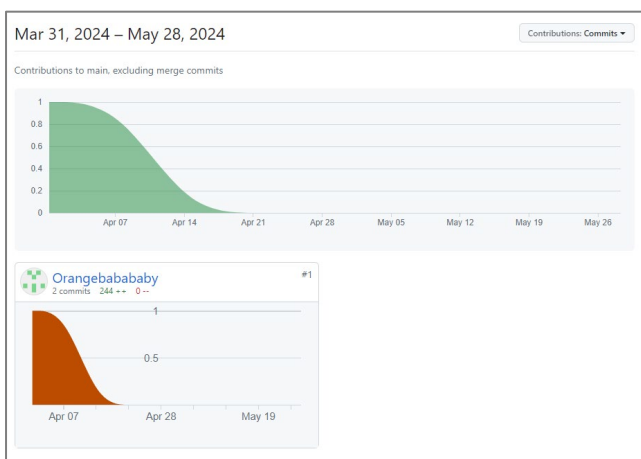 Mar 31, 2024 – May 28, 2024
Contributions: Commits
Contributions to main, excluding merge commits
1
0.8
0.6
0.4
0.2
0
Apr 07 Apr 14 Apr 21 Apr 28 May 05 May 12 May 19 May 26
Orangebabababy #1
2 commits 244 ++ 0 --
1
0.5
Apr 07 Apr 28 May 19